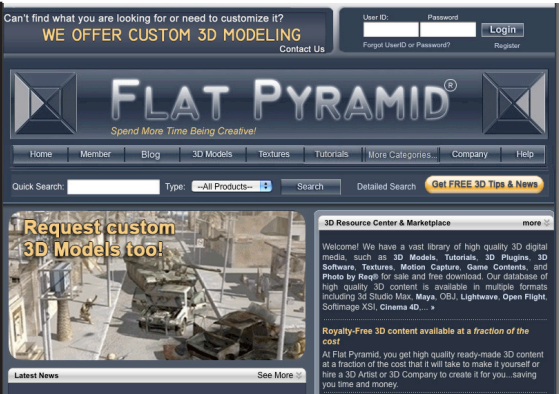 Can't find what you are looking for or need to customize it?
WE OFFER CUSTOM 3D MODELING
Contact Us
User ID: Password
Login
Forgot UserID or Password? Register
FLAT PYRAMID®
Spend More Time Being Creative!
Home Member Blog 3D Models Textures Tutorials More Categories... Company Help
Quick Search: Type: --All Products-- Search Detailed Search Get FREE 3D Tips & News
Request custom
3D Models too!
Latest News See More
3D Resource Center & Marketplace more
Welcome! We have a vast library of high quality 3D digital
media, such as 3D Models, Tutorials, 3D Plugins, 3D
Software, Textures, Motion Capture, Game Contents, and
Photo by Req® for sale and free download. Our database of
high quality 3D content is available in multiple formats
including 3d Studio Max, Maya, OBJ, Lightwave, Open Flight,
Softimage XSI, Cinema 4D,... »
Royalty-Free 3D content available at a fraction of the
cost
At Flat Pyramid, you get high quality ready-made 3D content
at a fraction of the cost that it will take to make it yourself or
hire a 3D Artist or 3D Company to create it for you...saving
you time and money.